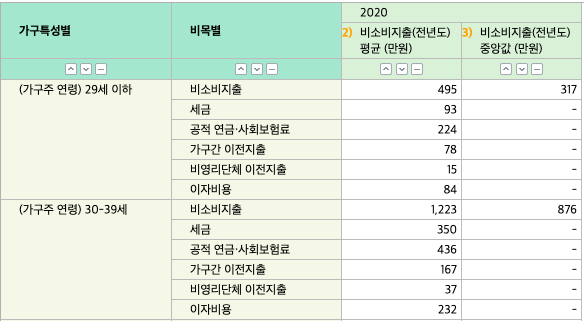 가구특성별 비목별 2020
2) 비소비지출(전년도) 평균 (만원) 3) 비소비지출(전년도) 중앙값 (만원)
(가구주 연령) 29세 이하 비소비지출 495 317
세금 93 -
공적 연금·사회보험료 224 -
가구간 이전지출 78 -
비영리단체 이전지출 15 -
이자비용 84 -
(가구주 연령) 30-39세 비소비지출 1,223 876
세금 350 -
공적 연금·사회보험료 436 -
가구간 이전지출 167 -
비영리단체 이전지출 37 -
이자비용 232 -